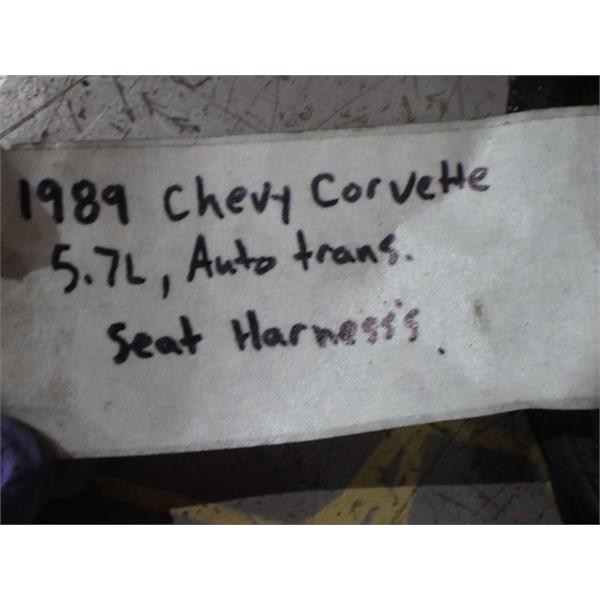 1989 Chevy Corvette
5.7L, Auto trans.
Seat Harness's.